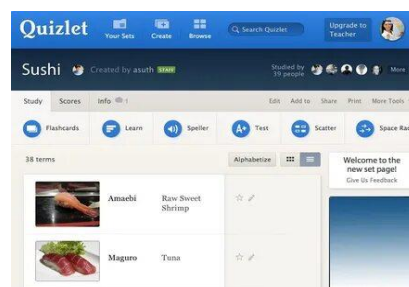 Quizlet
Your Sets
Create
Browse
Search Quizlet
Upgrade to
Teacher
Sushi
Created by asuth STAFF
Studied by
39 people
More
Study
Scores
Info 1
Edit
Add to
Share
Print
More Tools
Flashcards
Learn
Speller
A+ Test
Scatter
Space Rac
38 terms
Alphabetize
Welcome to the
new set page!
Give Us Feedback
Amaebi
Raw Sweet
Shrimp
Maguro
Tuna